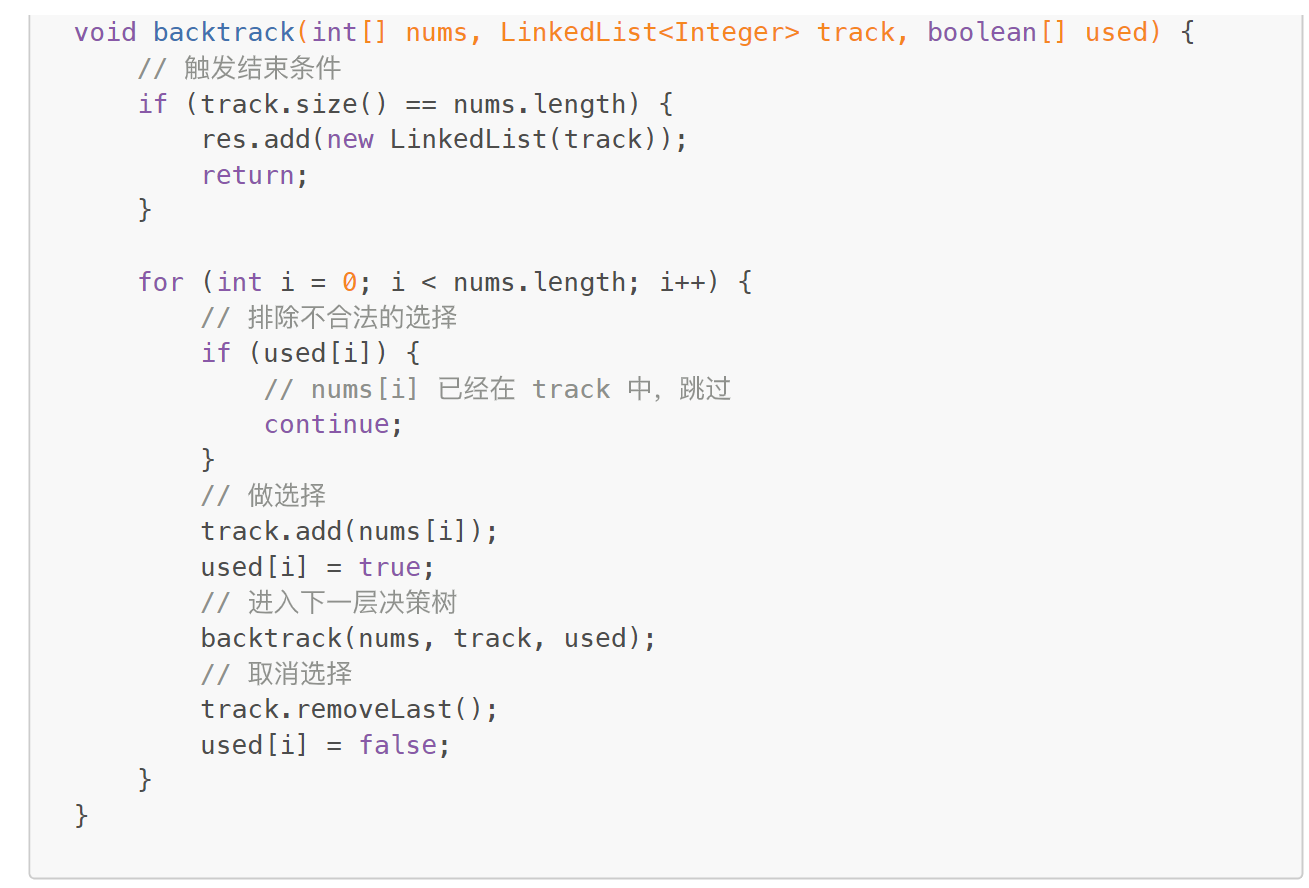 void backtrack(int[] nums, LinkedList<Integer> track, boolean[] used) {
    // 触发结束条件
    if (track.size() == nums.length) {
        res.add(new LinkedList(track));
        return;
    }

    for (int i = 0; i < nums.length; i++) {
        // 排除不合法的选择
        if (used[i]) {
            // nums[i] 已经在 track 中，跳过
            continue;
        }
        // 做选择
        track.add(nums[i]);
        used[i] = true;
        // 进入下一层决策树
        backtrack(nums, track, used);
        // 取消选择
        track.removeLast();
        used[i] = false;
    }
}